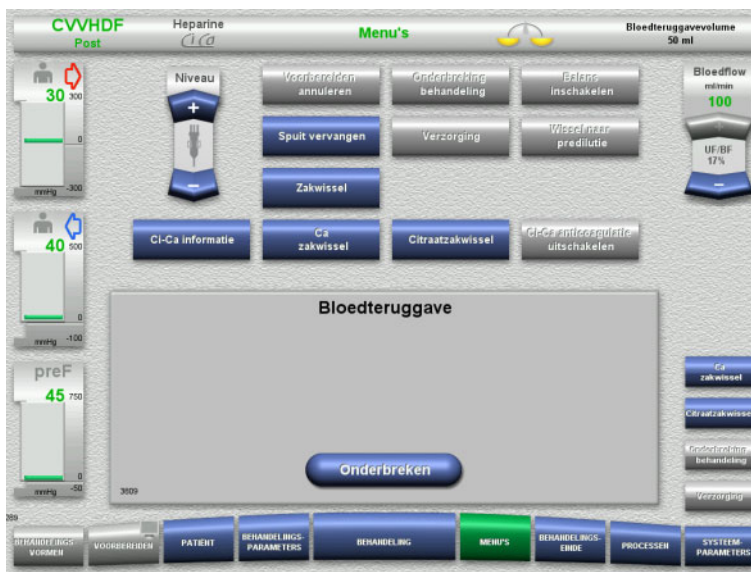 CVVHDF
Post
Heparine
Ci Ca
Menu's
Bloedteruggavevolume
50 ml
30 300
0
mmHg -300
40 500
0
mmHg -100
preF
45 750
0
mmHg -50
Niveau
+
−
Voorbereiden
annuleren
Onderbreking
behandeling
Balans
inschakelen
Spuit vervangen
Verzorging
Wissel naar
predilutie
Zakwissel
Ci-Ca informatie
Ca
zakwissel
Citraatzakwissel
Ci-Ca anticoagulatie
uitschakelen
Bloedflow
ml/min
100
+
UF/BF
17%
−
Bloedteruggave
Onderbreken
3609
Ca
zakwissel
Citraatzakwissel
Onderbreking
behandeling
Verzorging
BEHANDELINGS-
VORMEN
VOORBEREIDEN
PATIËNT
BEHANDELINGS-
PARAMETERS
BEHANDELING
MENU'S
BEHANDELINGS-
EINDE
PROCESSEN
SYSTEEM-
PARAMETERS